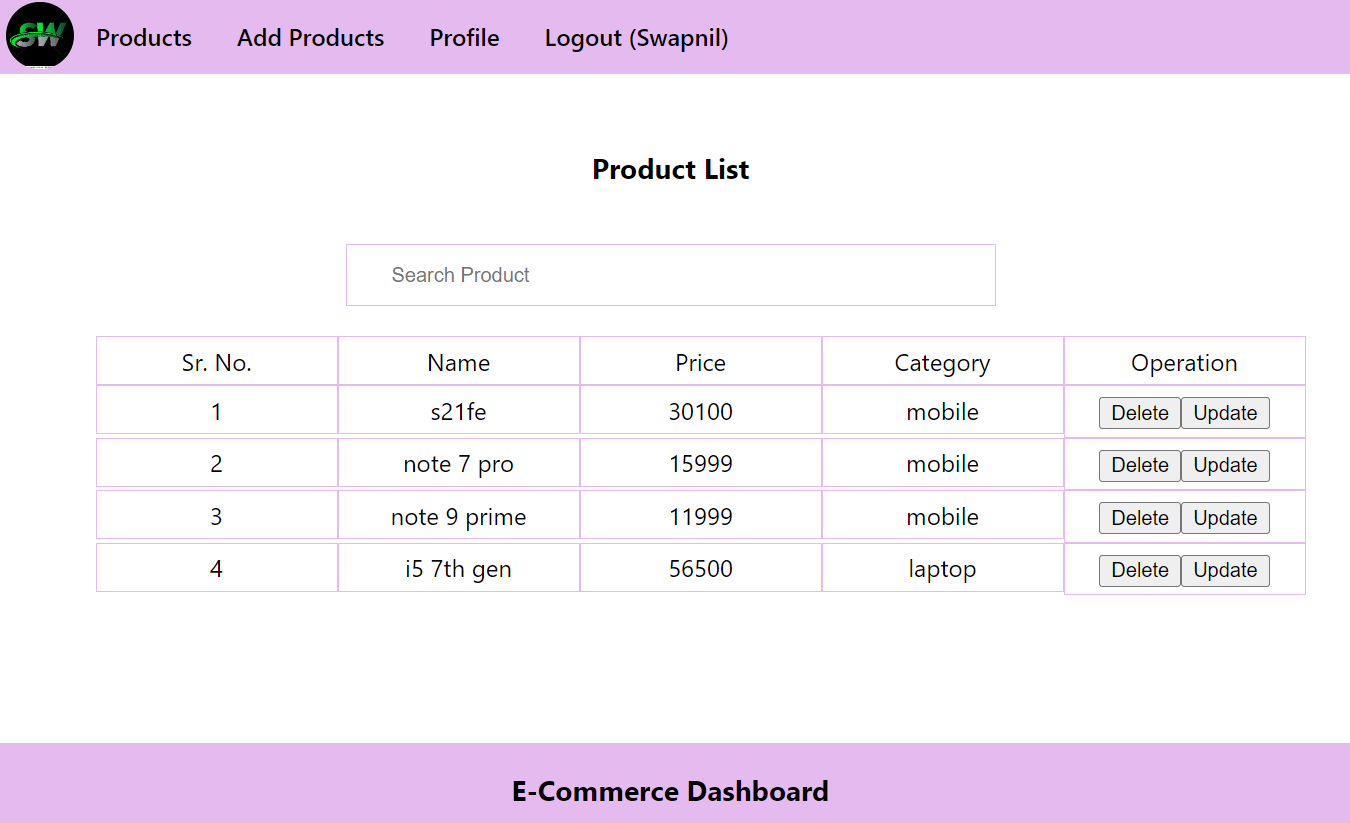 SW Products Add Products Profile Logout (Swapnil)
Product List
Search Product
Sr. No. Name Price Category Operation
1 s21fe 30100 mobile Delete Update
2 note 7 pro 15999 mobile Delete Update
3 note 9 prime 11999 mobile Delete Update
4 i5 7th gen 56500 laptop Delete Update
E-Commerce Dashboard